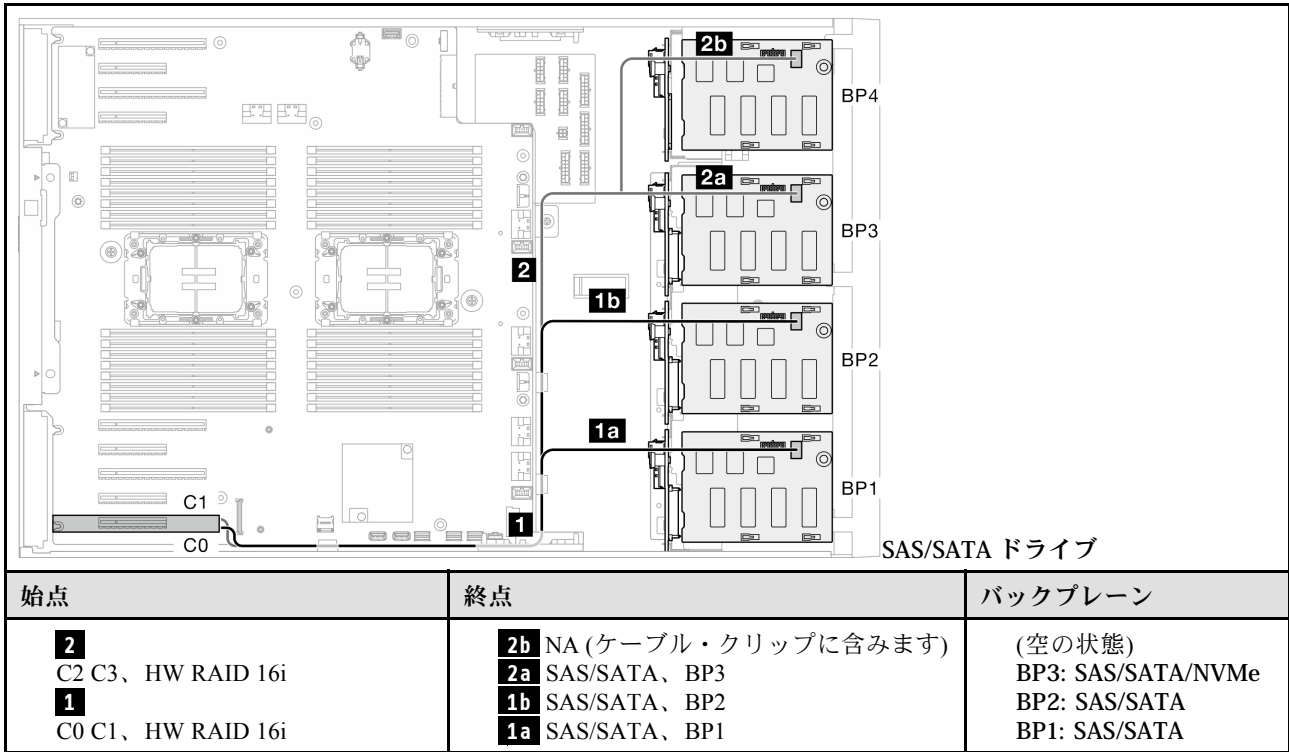 2b
BP4
2a
BP3
2
1b
BP2
1a
BP1
C1
1
C0
SAS/SATA ドライブ
始点 終点 バックプレーン
2 2b NA (ケーブル・クリップに含みます) (空の状態)
C2 C3、HW RAID 16i 2a SAS/SATA、BP3 BP3: SAS/SATA/NVMe
1 1b SAS/SATA、BP2 BP2: SAS/SATA
C0 C1、HW RAID 16i 1a SAS/SATA、BP1 BP1: SAS/SATA